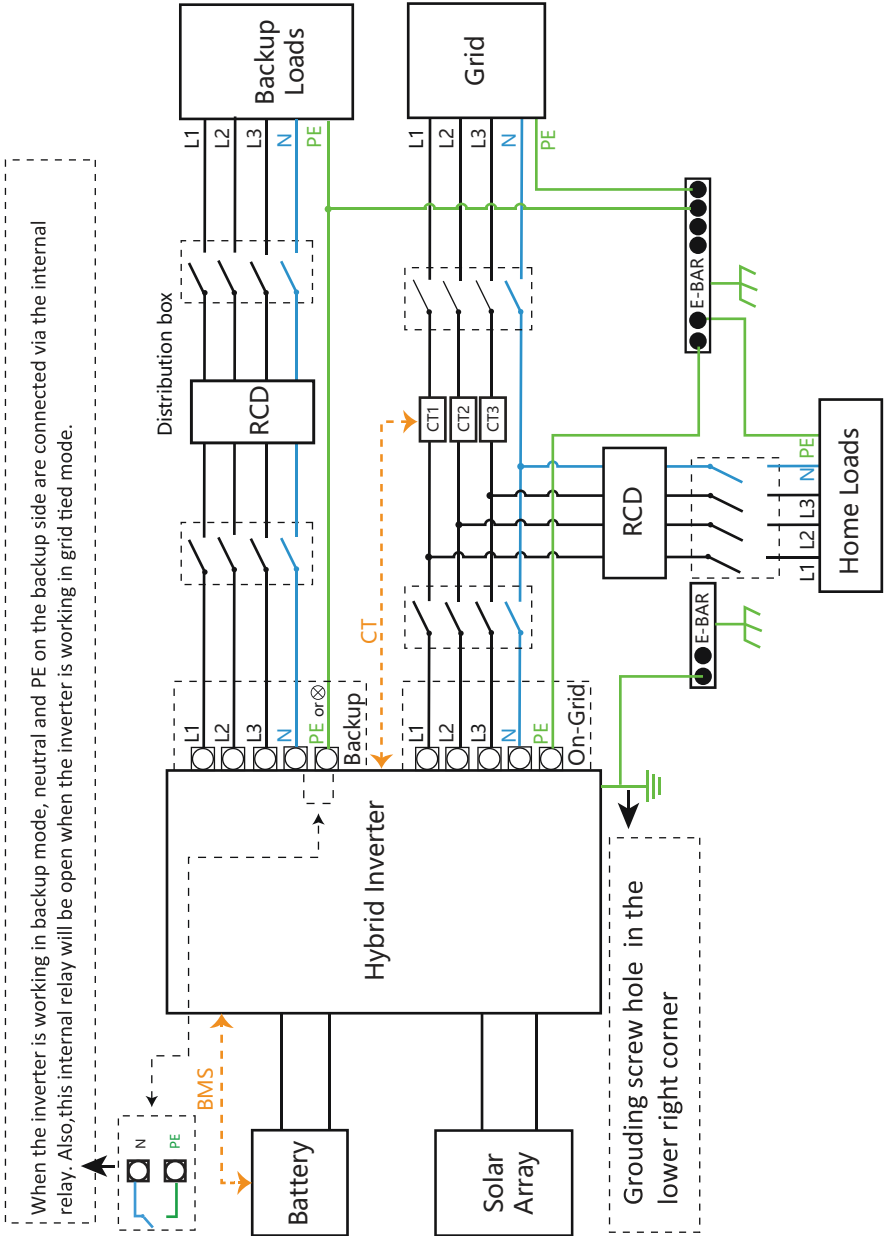 When the inverter is working in backup mode, neutral and PE on the backup side are connected via the internal
relay. Also,this internal relay will be open when the inverter is working in grid tied mode.
N
PE
BMS
Battery
Solar
Array
Hybrid Inverter
L1
L2
L3
N
PE or⊗
Backup
Distribution box
RCD
L1
L2
L3
N
PE
Backup
Loads
CT
L1
L2
L3
N
PE
On-Grid
CT1
CT2
CT3
L1
L2
L3
N
PE
Grid
RCD
L1 L2 L3 N PE
Home Loads
E-BAR
E-BAR
Grouding screw hole in the
lower right corner